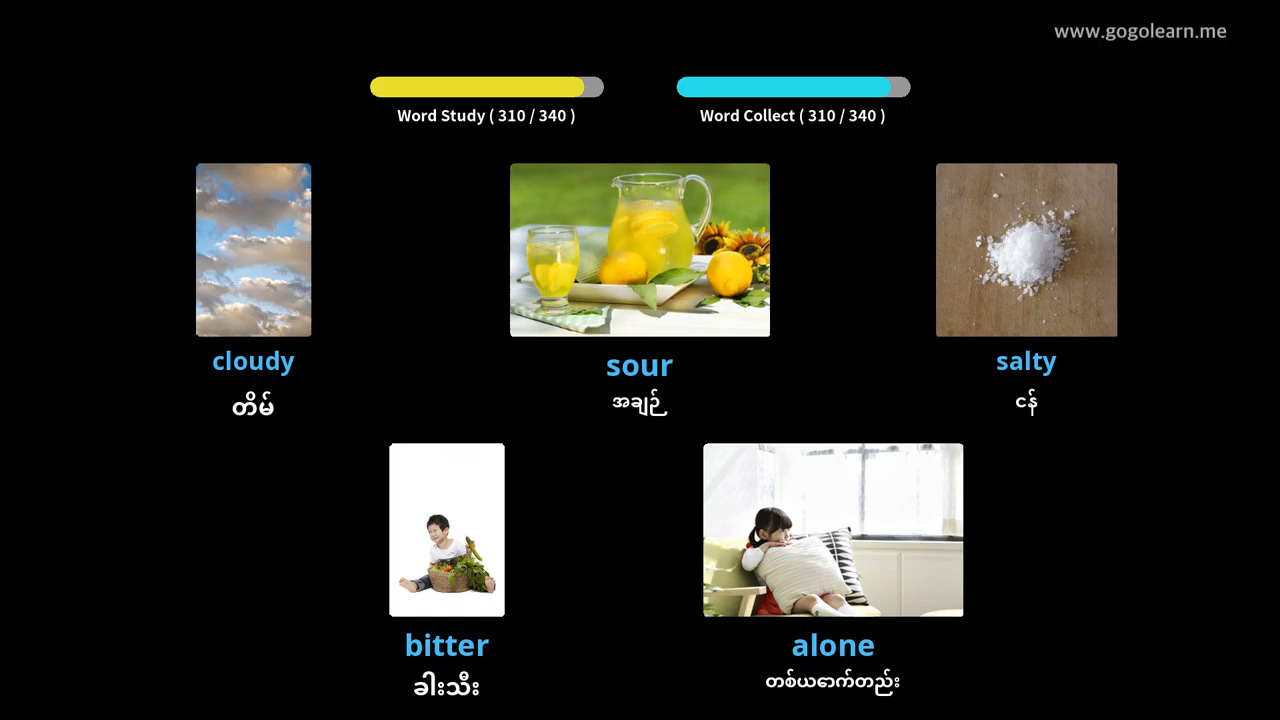 www.gogolearn.me
Word Study ( 310 / 340 )
Word Collect ( 310 / 340 )
cloudy
တိမ်
sour
အချဉ်
salty
ငန်
bitter
ခါးသီး
alone
တစ်ယောက်တည်း